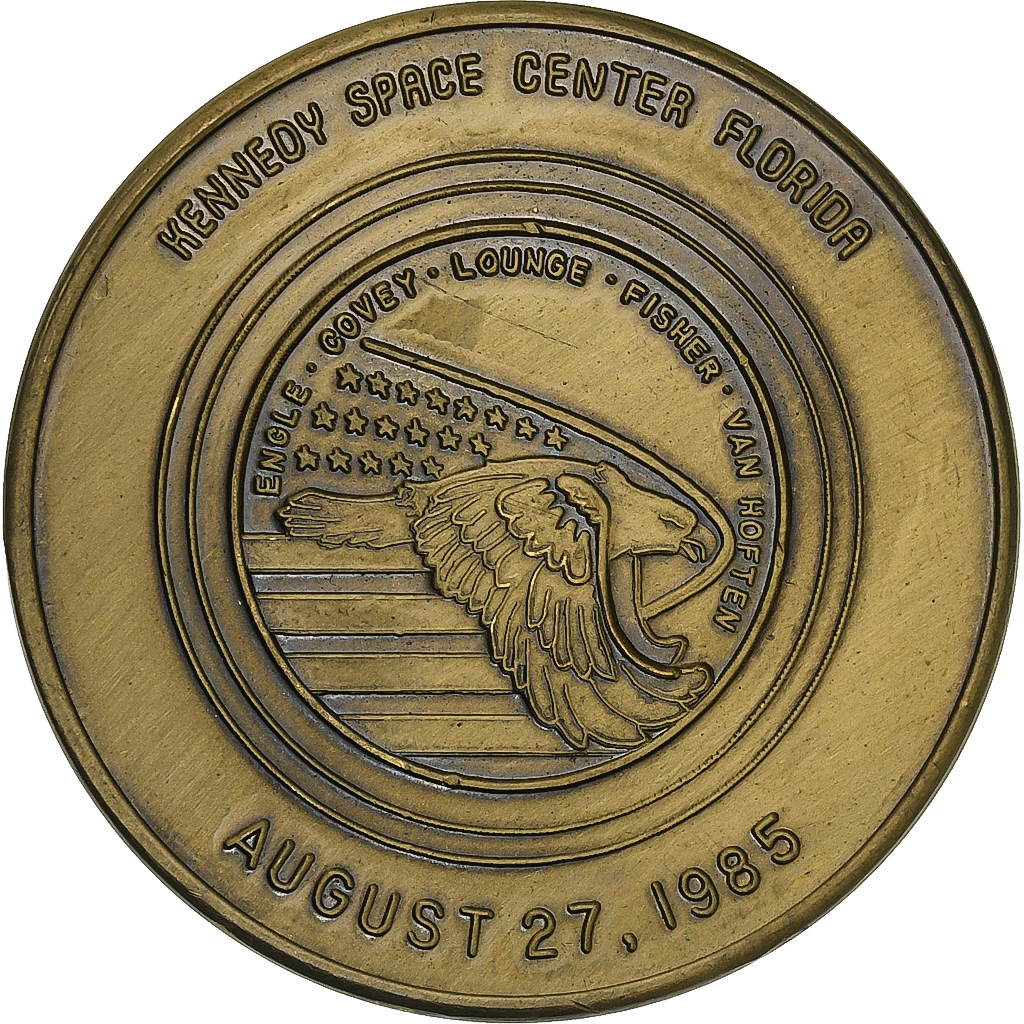 KENNEDY SPACE CENTER FLORIDA
ENGLE · COVEY · LOUNGE · FISHER · VAN HOFTEN
AUGUST 27, 1985